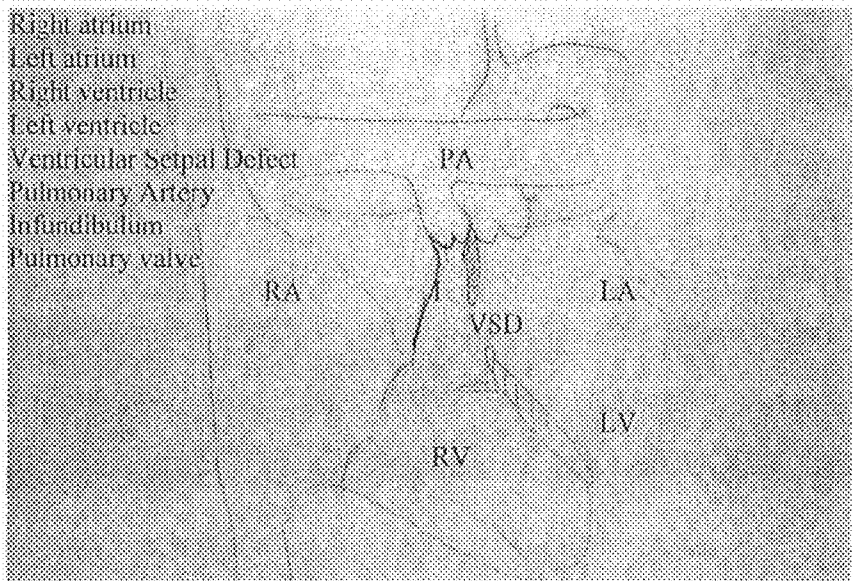 Right atrium
Left atrium
Right ventricle
Left ventricle
Ventricular Setpal Defect
Pulmonary Artery
Infundibulum
Pulmonary valve
PA
RA
I
LA
VSD
LV
RV